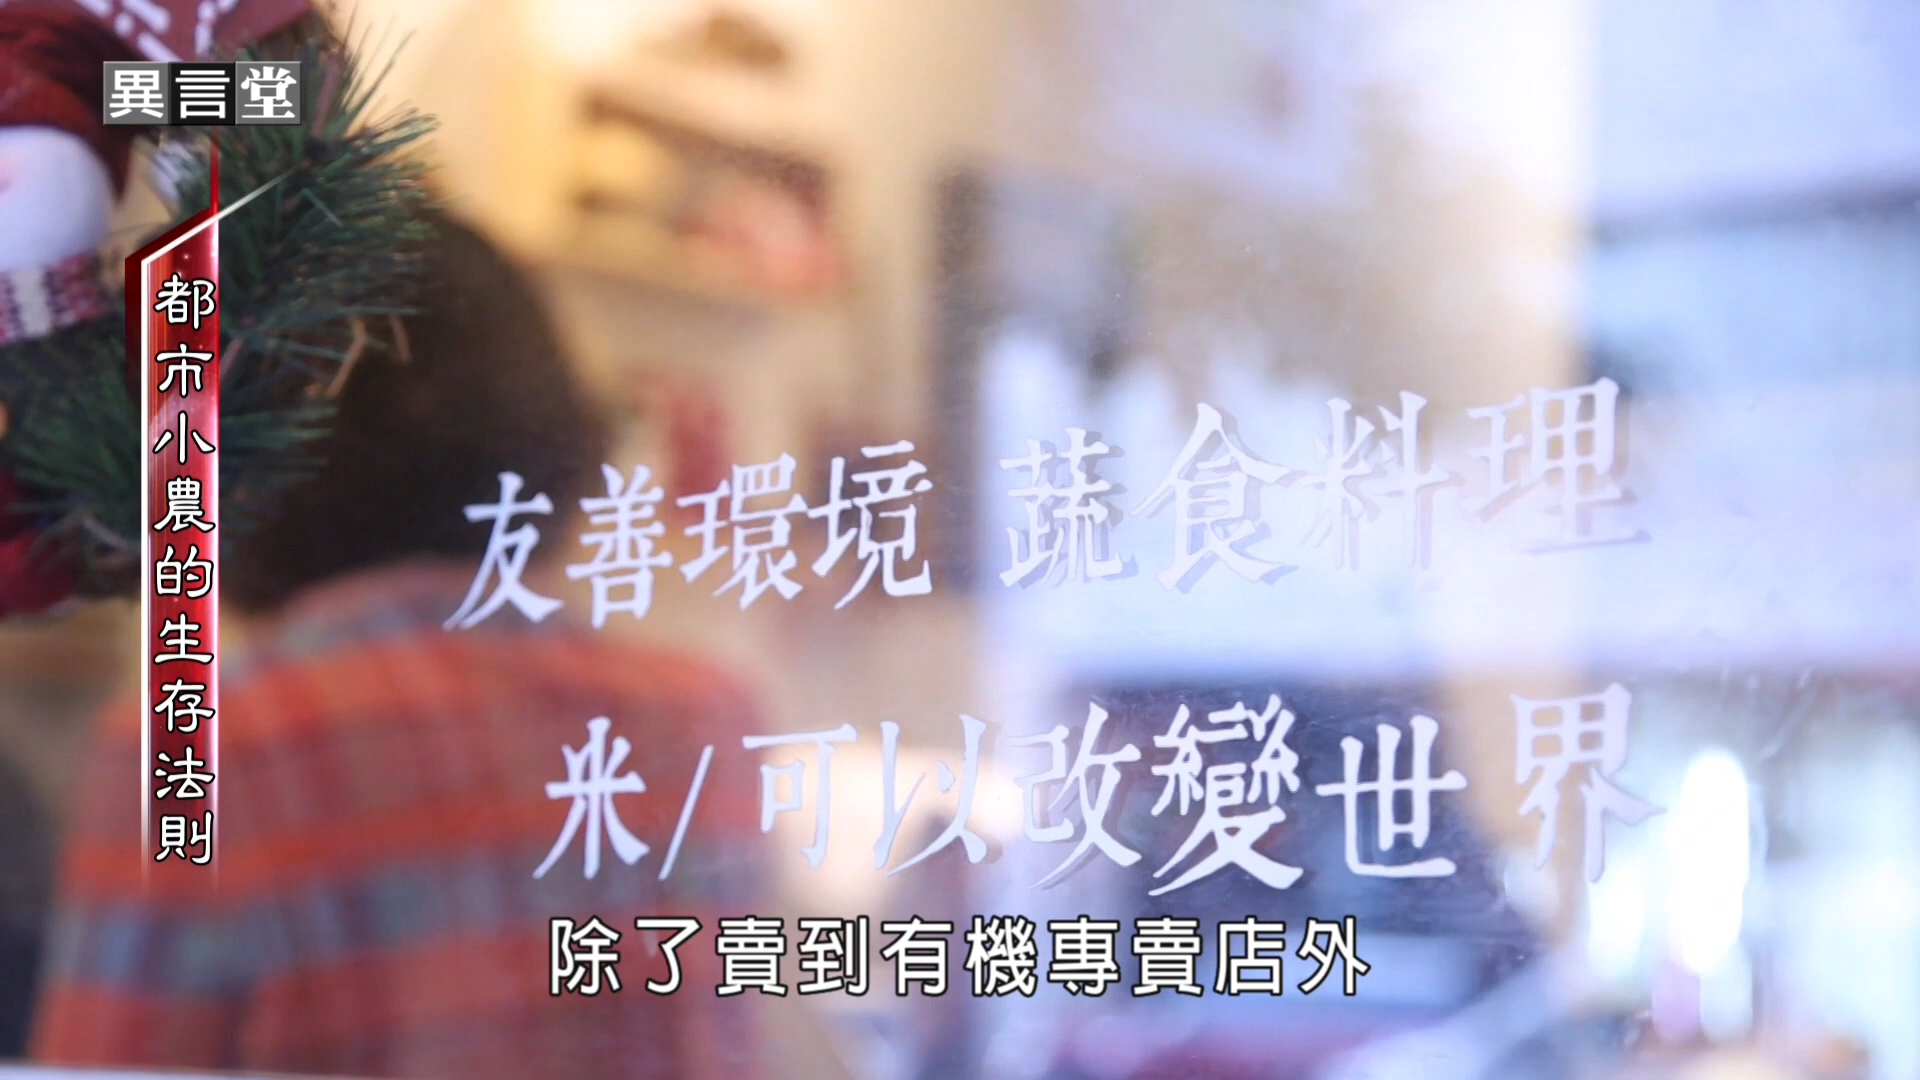 異言堂
都市小農的生存法則
友善環境 蔬食料理
米/可以改變世界
除了賣到有機專賣店外